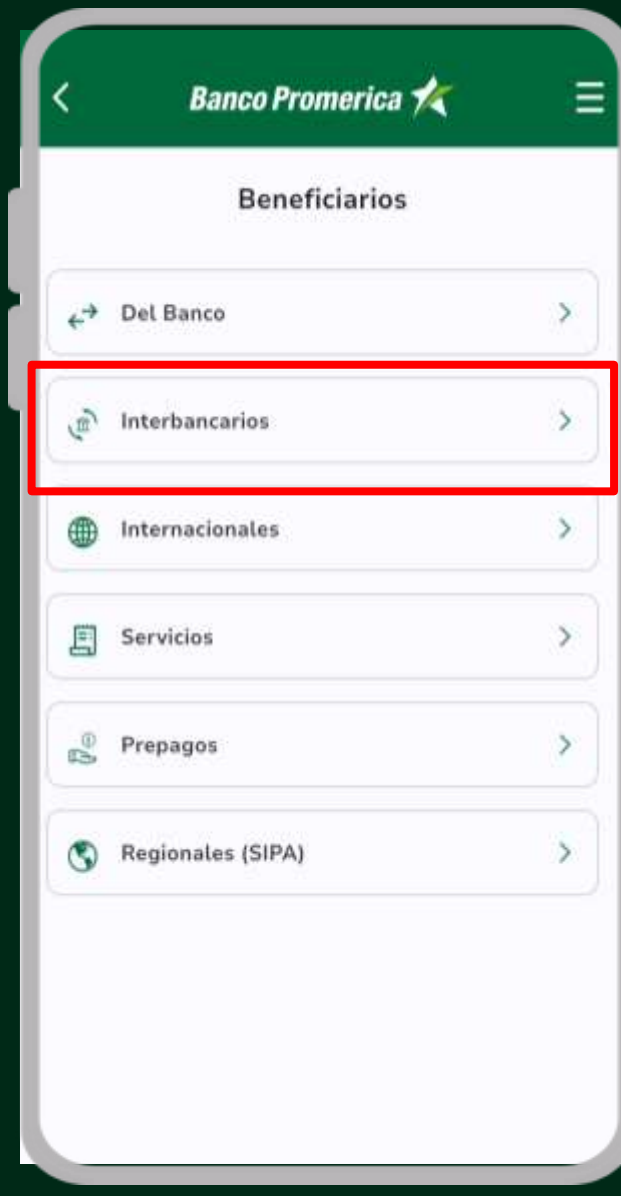 Banco Promerica
Beneficiarios
Del Banco
Interbancarios
Internacionales
Servicios
Prepagos
Regionales (SIPA)